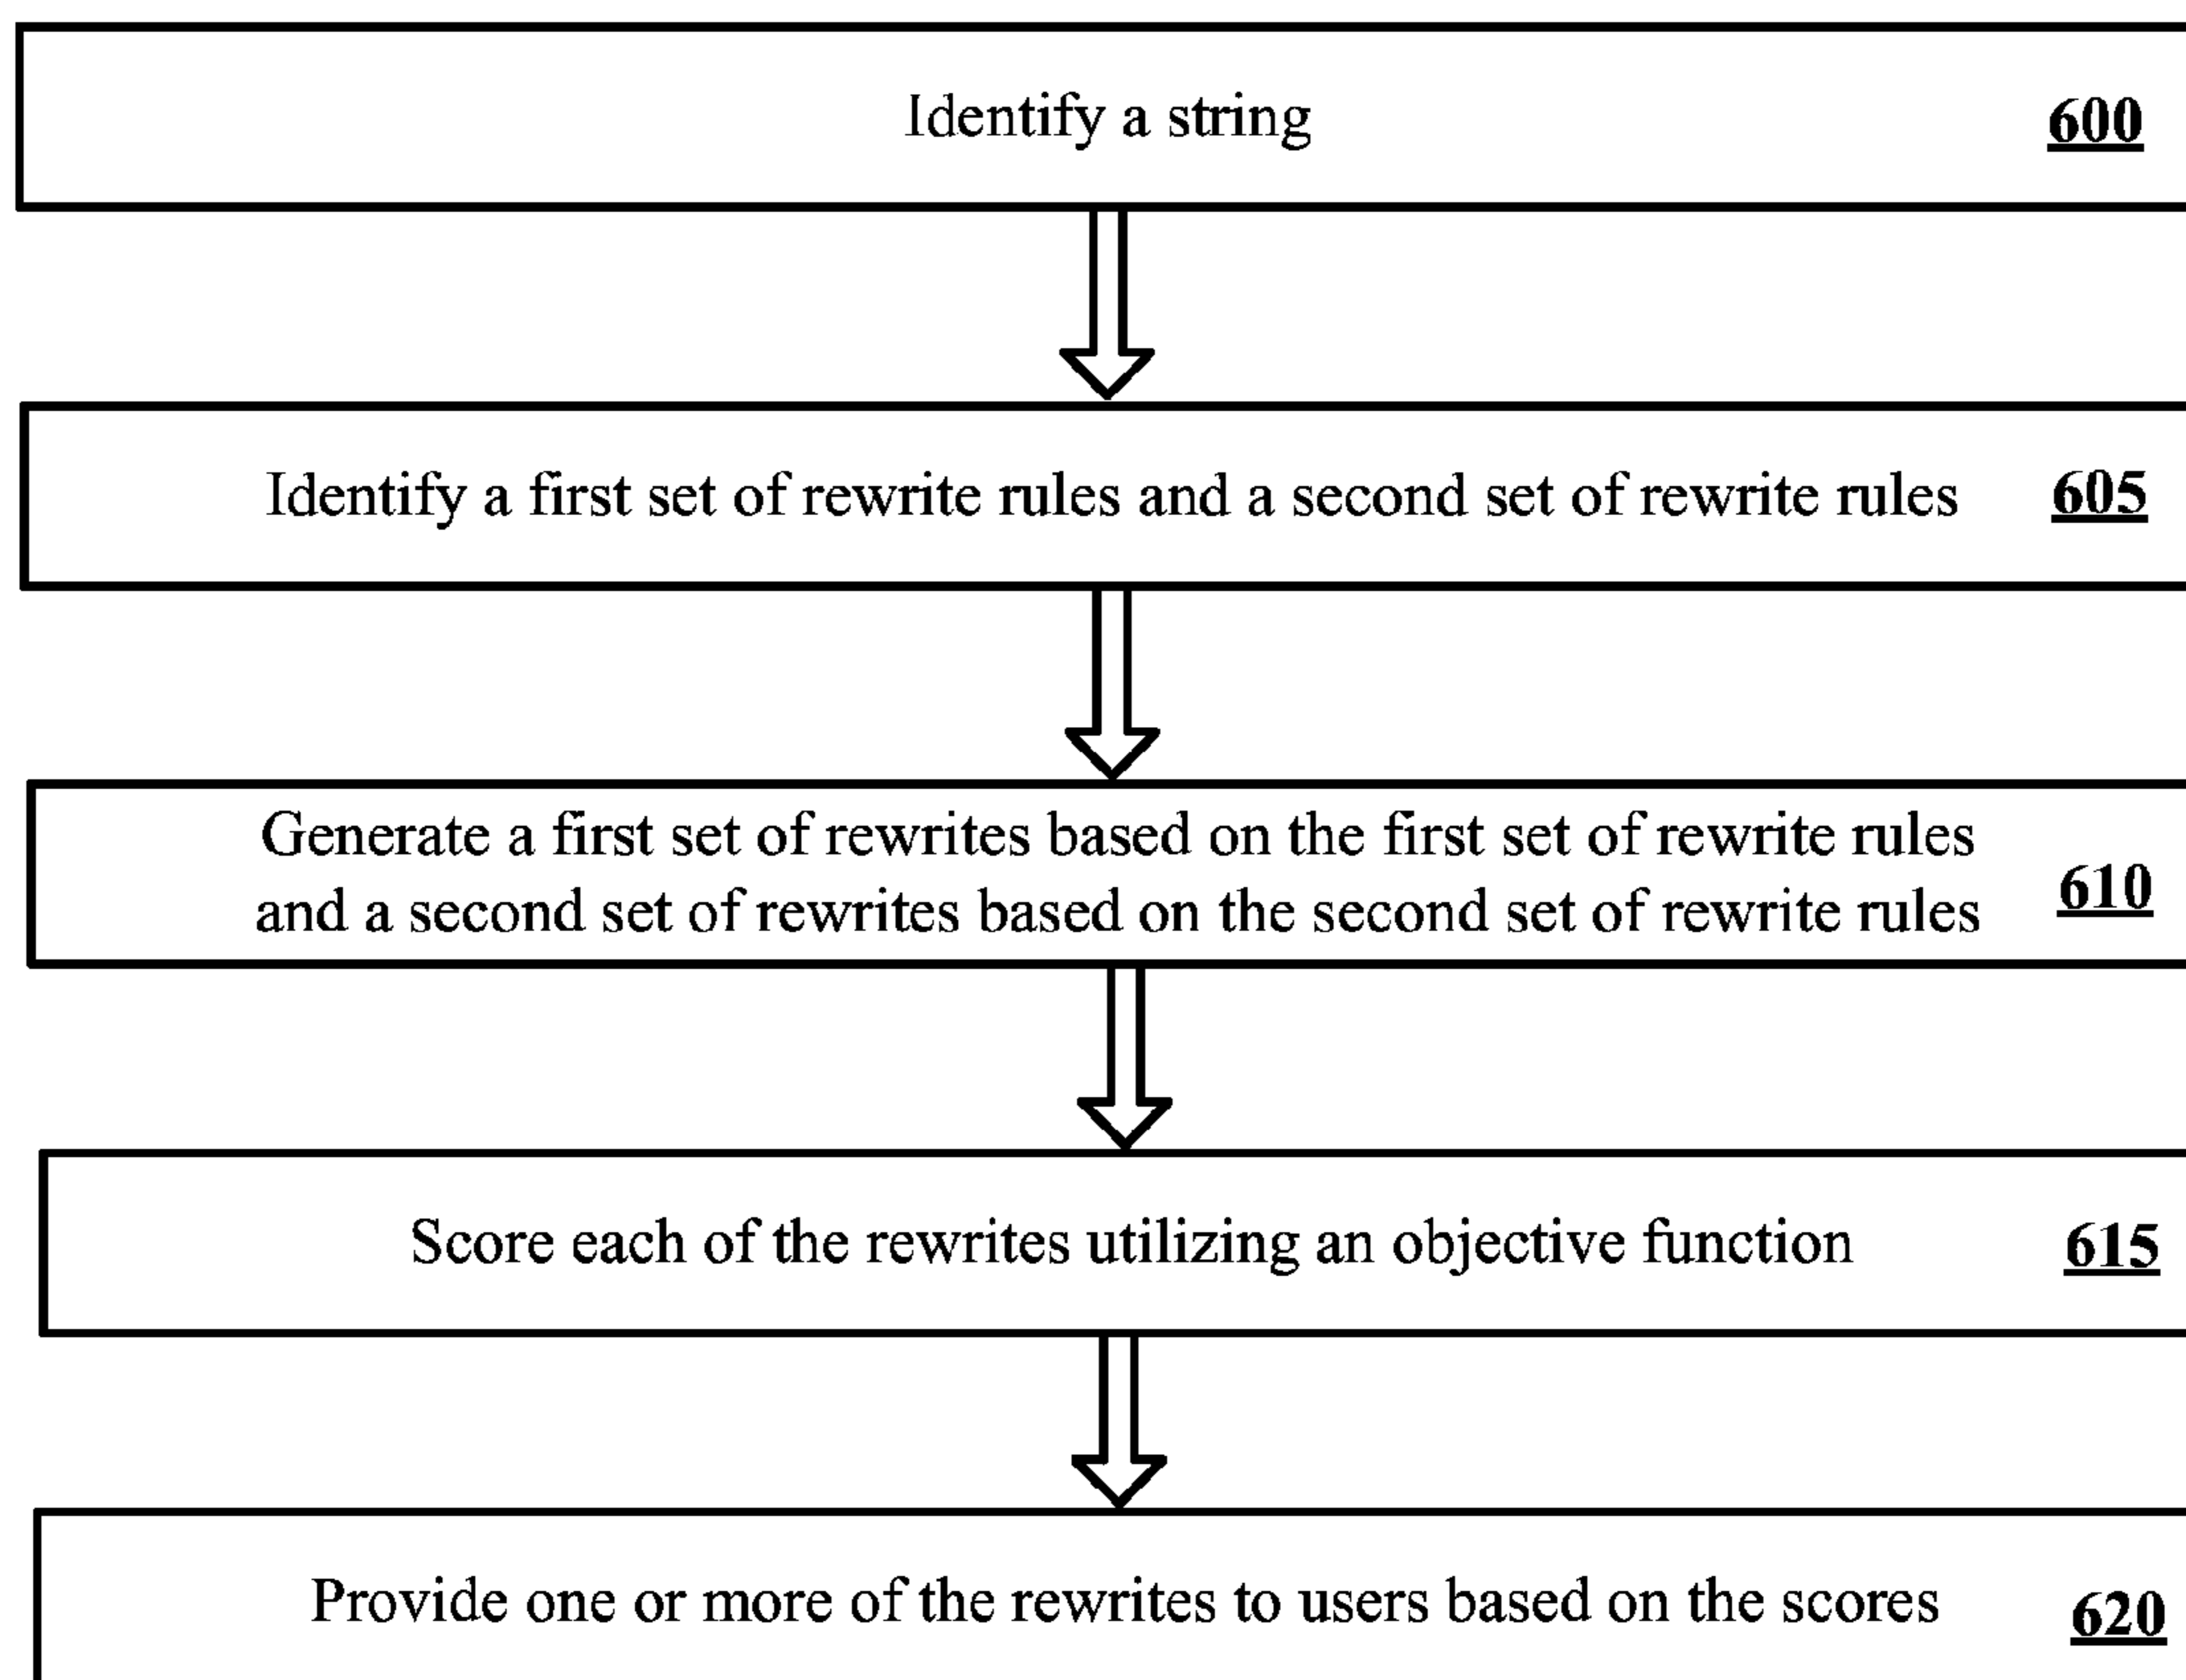 Identify a string 600
Identify a first set of rewrite rules and a second set of rewrite rules 605
Generate a first set of rewrites based on the first set of rewrite rules
and a second set of rewrites based on the second set of rewrite rules 610
Score each of the rewrites utilizing an objective function 615
Provide one or more of the rewrites to users based on the scores 620